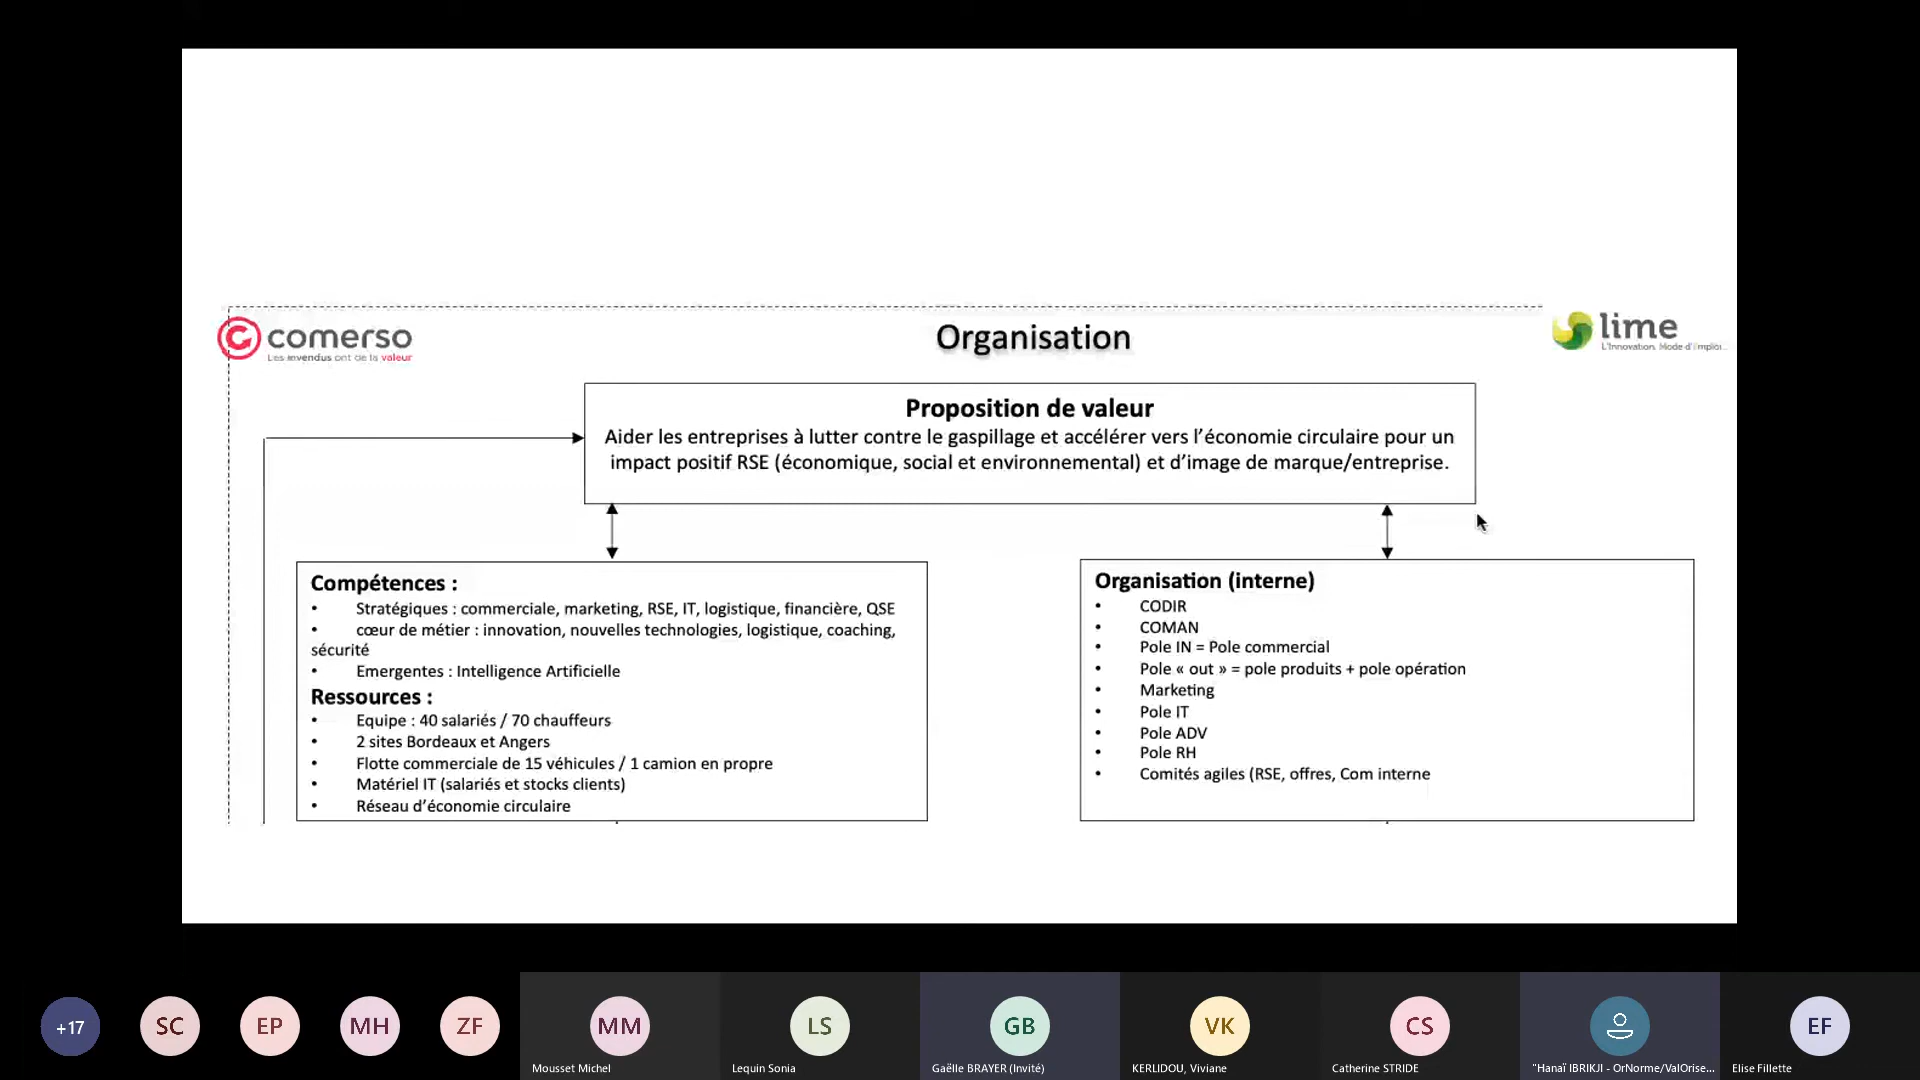 comerso
Les invendus ont de la valeur
Organisation
lime
L'Innovation, Mode d'Emploi...
Proposition de valeur
Aider les entreprises à lutter contre le gaspillage et accélérer vers l'économie circulaire pour un
impact positif RSE (économique, social et environnemental) et d'image de marque/entreprise.
Compétences :
• Stratégiques : commerciale, marketing, RSE, IT, logistique, financière, QSE
• cœur de métier : innovation, nouvelles technologies, logistique, coaching,
sécurité
• Emergentes : Intelligence Artificielle
Ressources :
• Equipe : 40 salariés / 70 chauffeurs
• 2 sites Bordeaux et Angers
• Flotte commerciale de 15 véhicules / 1 camion en propre
• Matériel IT (salariés et stocks clients)
• Réseau d'économie circulaire
Organisation (interne)
• CODIR
• COMAN
• Pole IN = Pole commercial
• Pole « out » = pole produits + pole opération
• Marketing
• Pole IT
• Pole ADV
• Pole RH
• Comités agiles (RSE, offres, Com interne
+17
SC
EP
MH
ZF
MM
Mousset Michel
LS
Lequin Sonia
GB
Gaëlle BRAYER (Invité)
VK
KERLIDOU, Viviane
CS
Catherine STRIDE
"Hanaï IBRIKJI - OrNorme/ValOrise...
EF
Elise Fillette